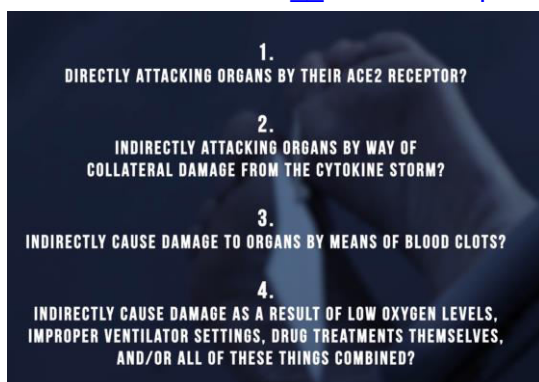 1.
DIRECTLY ATTACKING ORGANS BY THEIR ACE2 RECEPTOR?
2.
INDIRECTLY ATTACKING ORGANS BY WAY OF
COLLATERAL DAMAGE FROM THE CYTOKINE STORM?
3.
INDIRECTLY CAUSE DAMAGE TO ORGANS BY MEANS OF BLOOD CLOTS?
4.
INDIRECTLY CAUSE DAMAGE AS A RESULT OF LOW OXYGEN LEVELS,
IMPROPER VENTILATOR SETTINGS, DRUG TREATMENTS THEMSELVES,
AND/OR ALL OF THESE THINGS COMBINED?